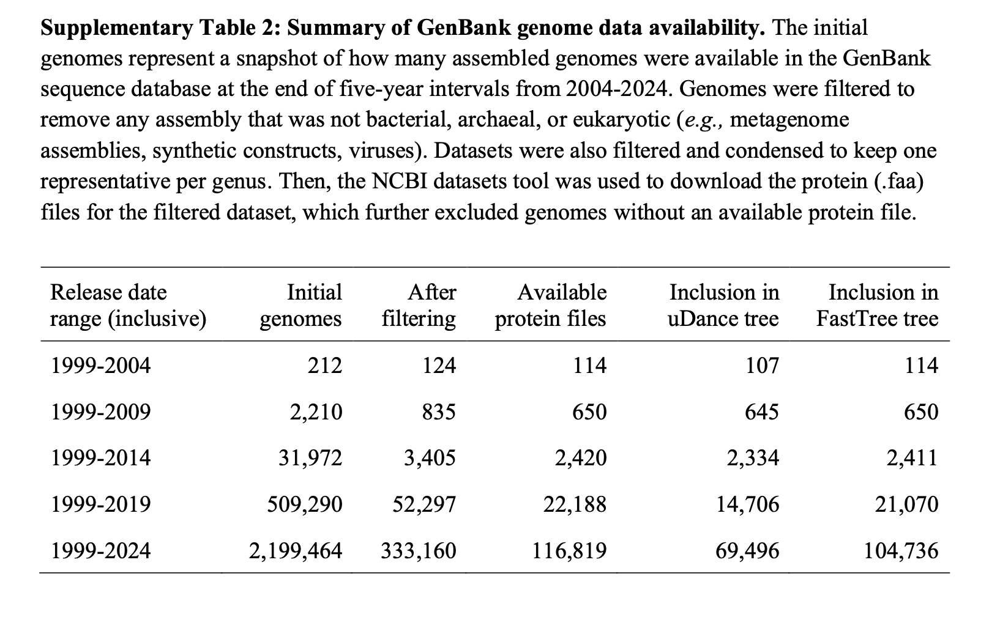 Supplementary Table 2: Summary of GenBank genome data availability. The initial
genomes represent a snapshot of how many assembled genomes were available in the GenBank
sequence database at the end of five-year intervals from 2004-2024. Genomes were filtered to
remove any assembly that was not bacterial, archaeal, or eukaryotic (e.g., metagenome
assemblies, synthetic constructs, viruses). Datasets were also filtered and condensed to keep one
representative per genus. Then, the NCBI datasets tool was used to download the protein (.faa)
files for the filtered dataset, which further excluded genomes without an available protein file.
Release date Initial After Available Inclusion in Inclusion in
range (inclusive) genomes filtering protein files uDance tree FastTree tree
1999-2004 212 124 114 107 114
1999-2009 2,210 835 650 645 650
1999-2014 31,972 3,405 2,420 2,334 2,411
1999-2019 509,290 52,297 22,188 14,706 21,070
1999-2024 2,199,464 333,160 116,819 69,496 104,736